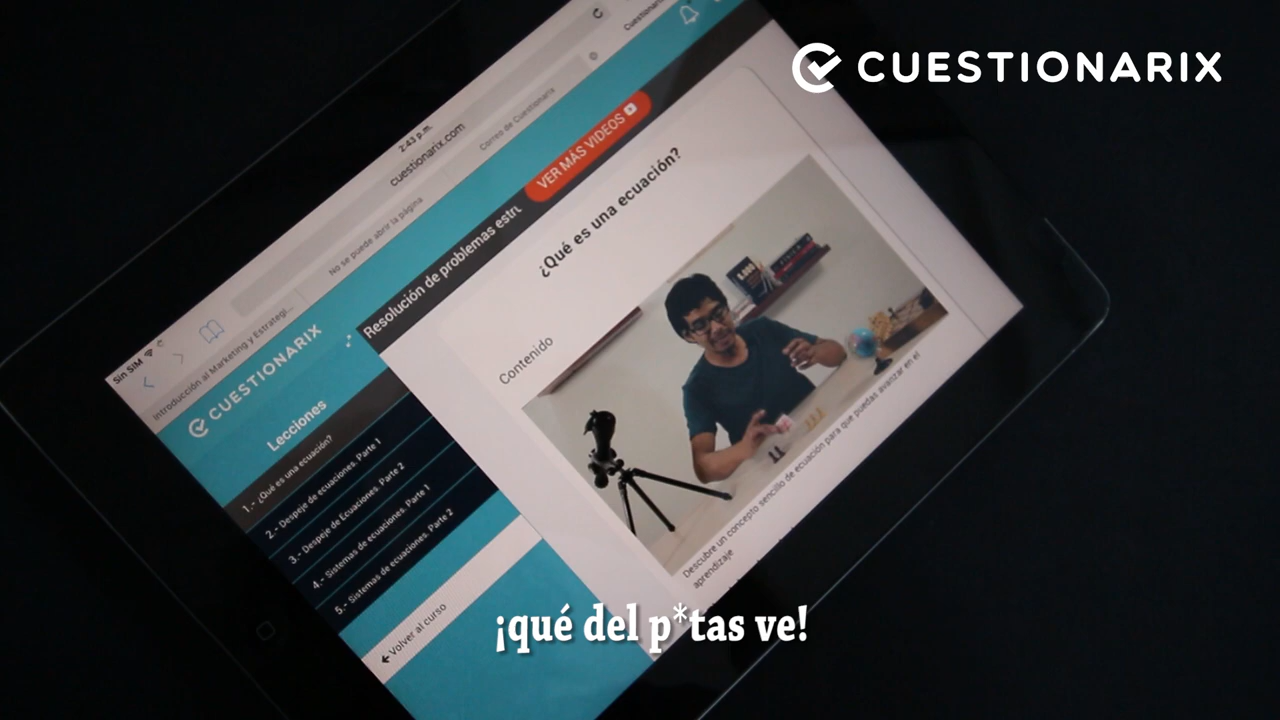 CUESTIONARIX
2:43 p.m.
Sin SIM
cuestionarix.com
Introducción al Marketing y Estrategi...
No se puede abrir la página
Correo de Cuestionarix
Cuestionarix
CUESTIONARIX
Resolución de problemas estru
VER MÁS VIDEOS
Lecciones
1.- ¿Qué es una ecuación?
2.- Despeje de ecuaciones. Parte 1
3.- Despeje de Ecuaciones. Parte 2
4.- Sistemas de ecuaciones. Parte 1
5.- Sistemas de ecuaciones. Parte 2
Volver al curso
¿Qué es una ecuación?
Contenido
Descubre un concepto sencillo de ecuación para que puedas avanzar en el
aprendizaje
¡qué del p*tas ve!